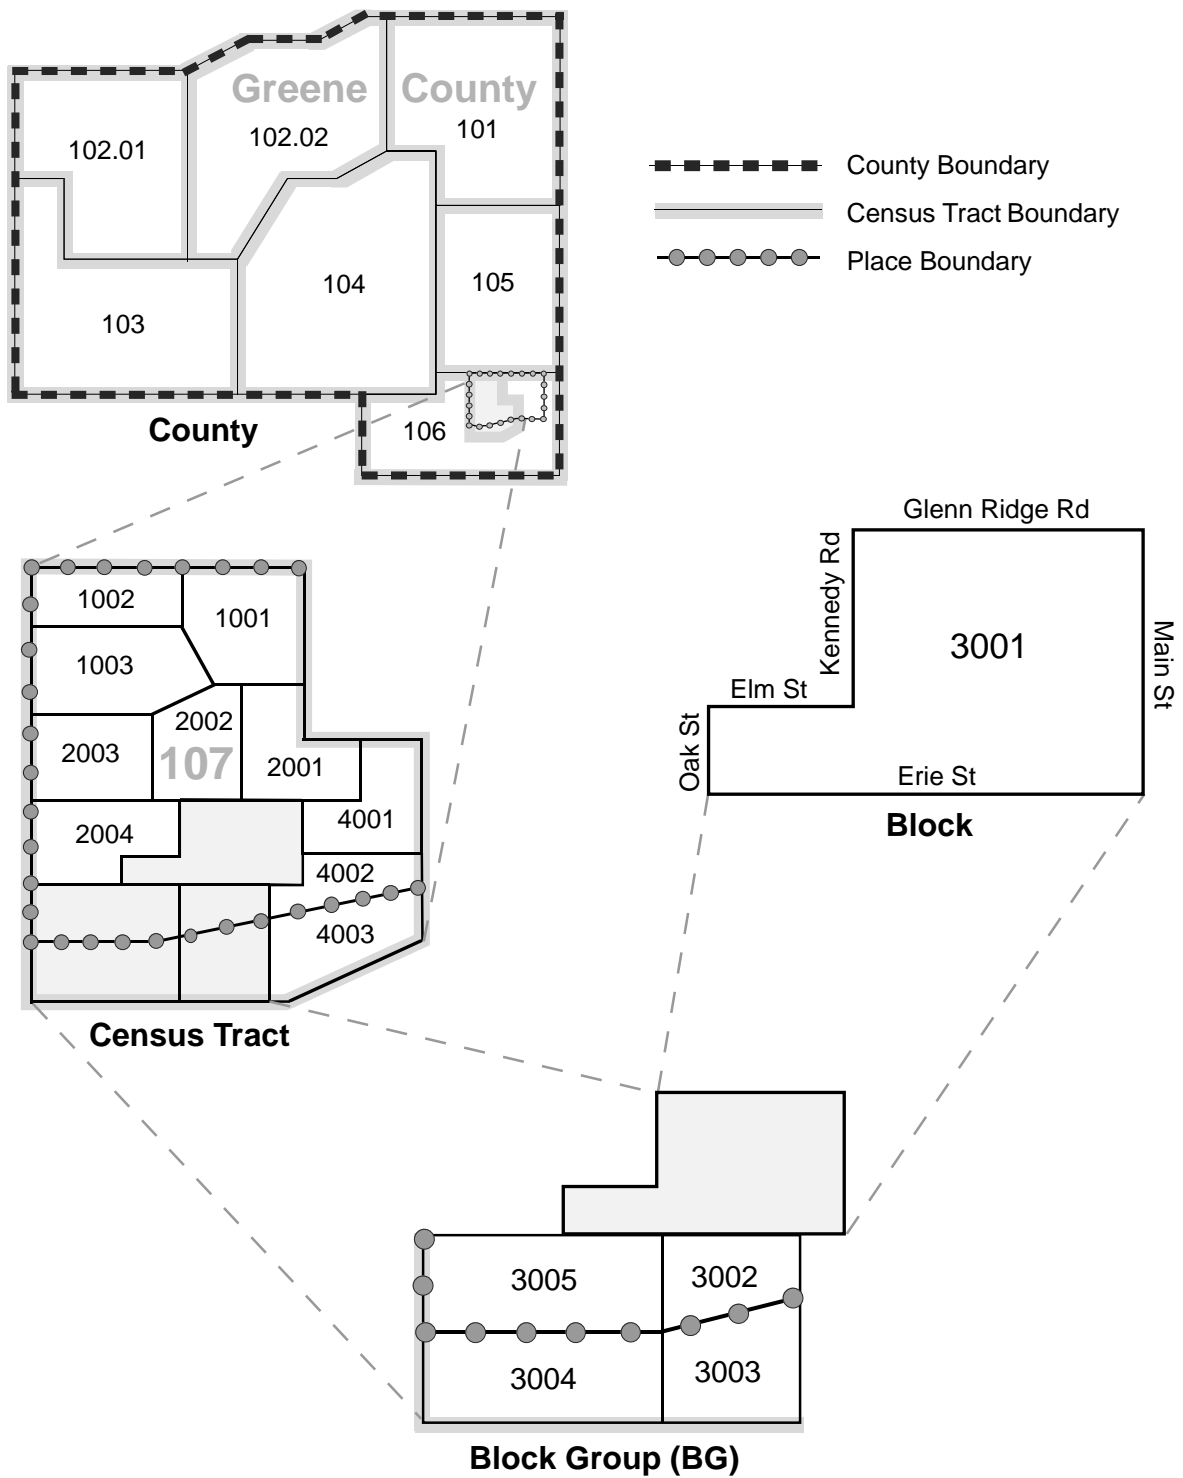 Greene County
102.01
102.02
101
County Boundary
Census Tract Boundary
Place Boundary
103
104
105
106
County
Glenn Ridge Rd
Kennedy Rd
3001
Main St
Elm St
Oak St
Erie St
Block
1002
1001
1003
2002
2003
107
2001
2004
4001
4002
4003
Census Tract
3005
3002
3004
3003
Block Group (BG)